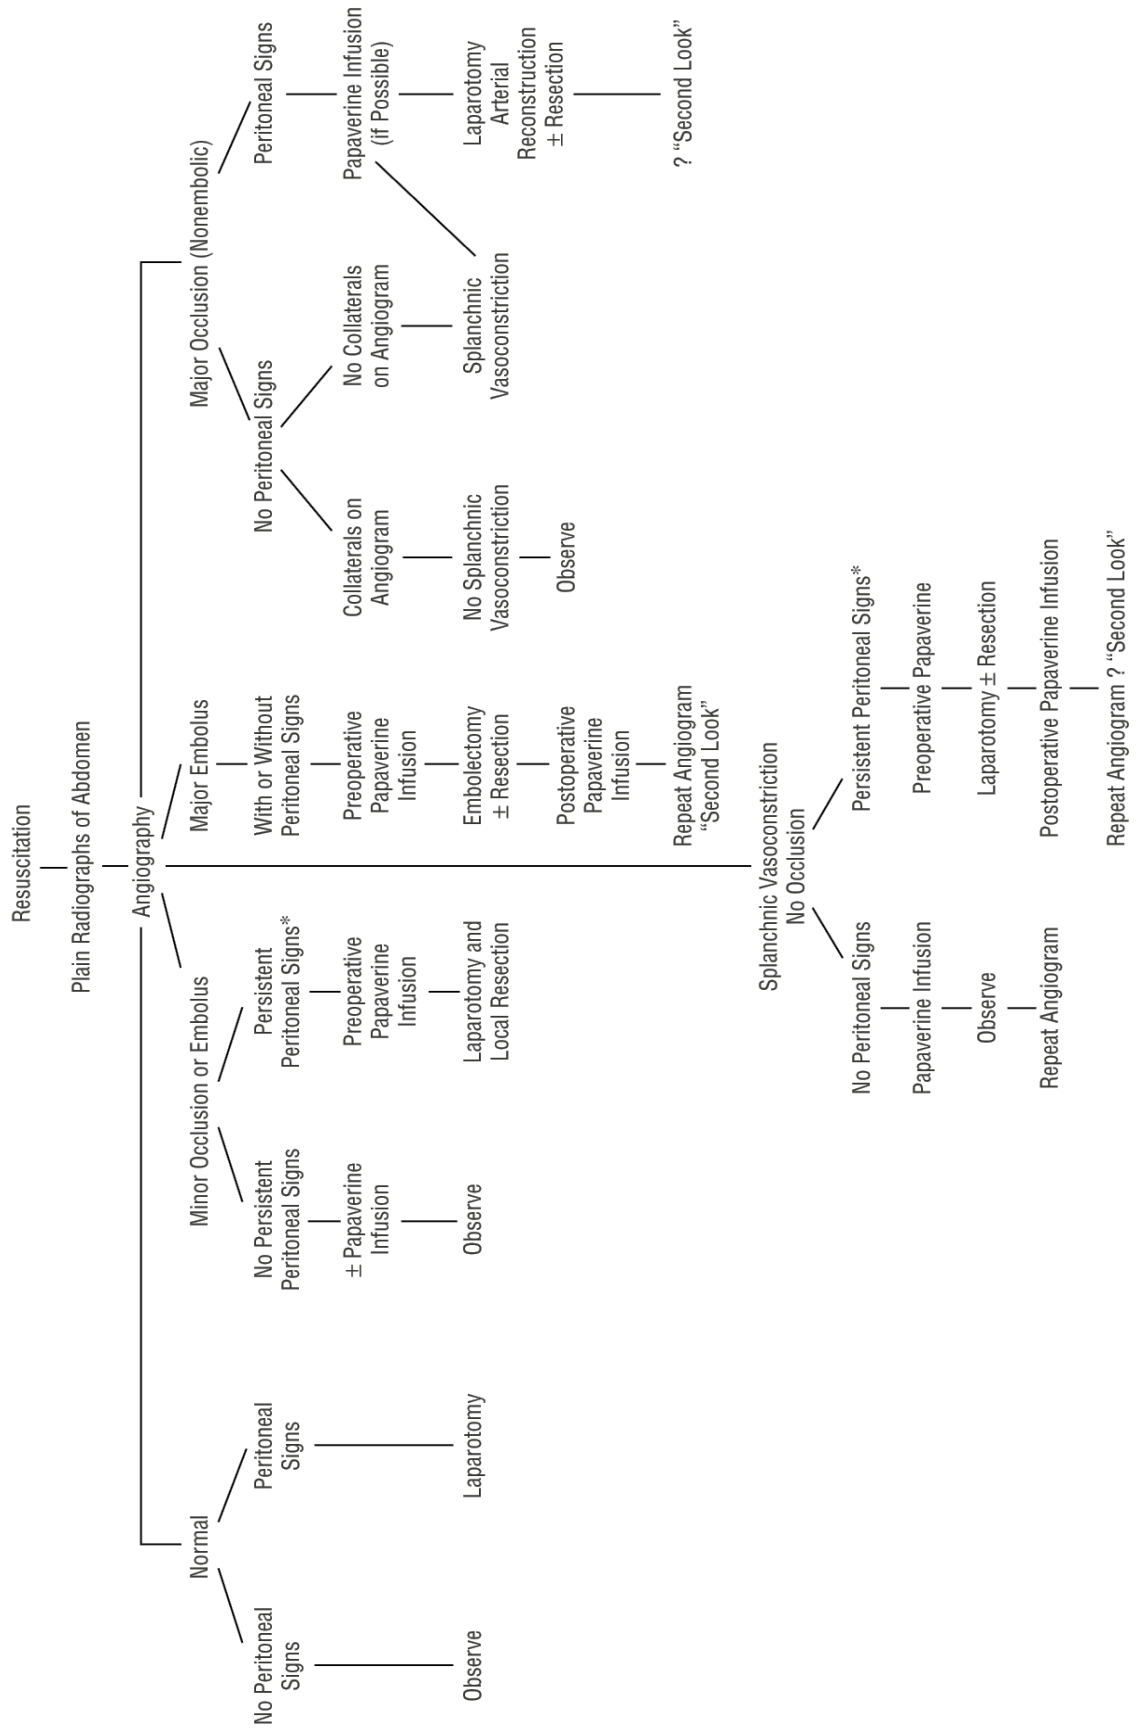 Resuscitation
Plain Radiographs of Abdomen
Angiography
Normal
No Peritoneal
Signs
Observe
Peritoneal
Signs
Laparotomy
Minor Occlusion or Embolus
No Persistent
Peritoneal Signs
± Papaverine
Infusion
Observe
Persistent
Peritoneal Signs*
Preoperative
Papaverine
Infusion
Laparotomy and
Local Resection
Major Embolus
With or Without
Peritoneal Signs
Preoperative
Papaverine
Infusion
Embolectomy
± Resection
Postoperative
Papaverine
Infusion
Repeat Angiogram
“Second Look”
Major Occlusion (Nonembolic)
No Peritoneal Signs
Collaterals on
Angiogram
No Splanchnic
Vasoconstriction
Observe
No Collaterals
on Angiogram
Splanchnic
Vasoconstriction
Peritoneal Signs
Papaverine Infusion
(if Possible)
Laparotomy
Arterial
Reconstruction
± Resection
? “Second Look”
Splanchnic Vasoconstriction
No Occlusion
No Peritoneal Signs
Papaverine Infusion
Observe
Repeat Angiogram
Persistent Peritoneal Signs*
Preoperative Papaverine
Laparotomy ± Resection
Postoperative Papaverine Infusion
Repeat Angiogram ? “Second Look”